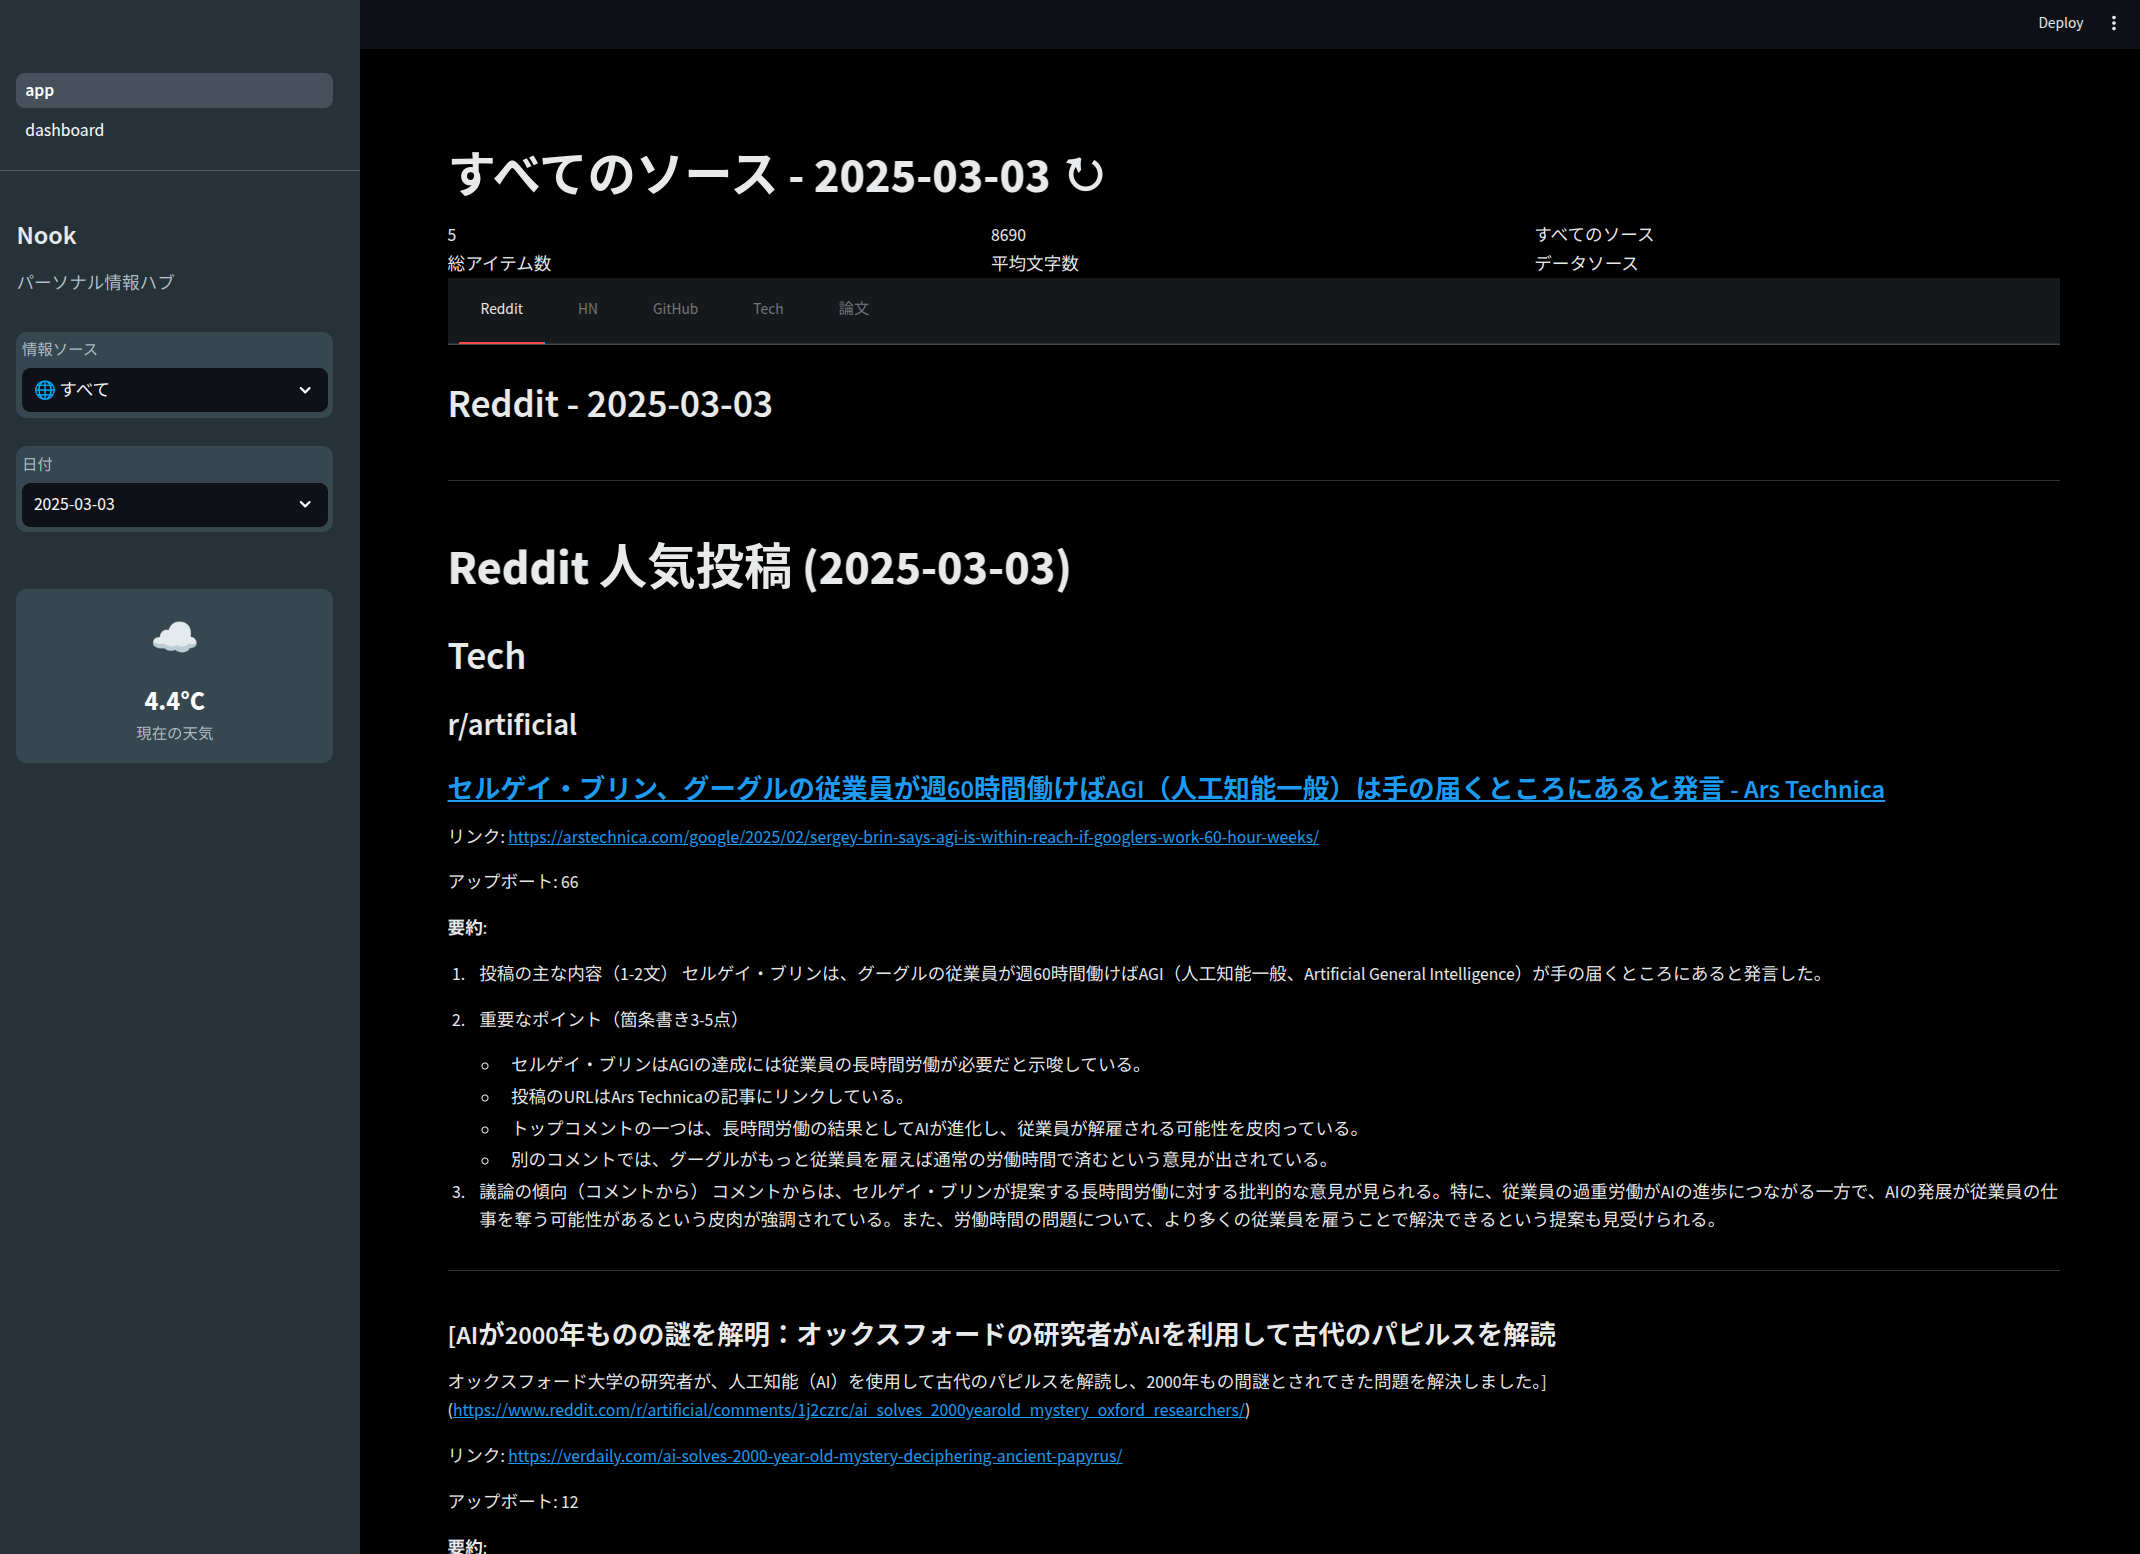 Deploy
app
dashboard
Nook
パーソナル情報ハブ
情報ソース
すべて
日付
2025-03-03
4.4°C
現在の天気
すべてのソース - 2025-03-03 ↻
5
総アイテム数
8690
平均文字数
すべてのソース
データソース
Reddit
HN
GitHub
Tech
論文
Reddit - 2025-03-03
Reddit 人気投稿 (2025-03-03)
Tech
r/artificial
セルゲイ・ブリン、グーグルの従業員が週60時間働けばAGI（人工知能一般）は手の届くところにあると発言 - Ars Technica
リンク: https://arstechnica.com/google/2025/02/sergey-brin-says-agi-is-within-reach-if-googlers-work-60-hour-weeks/
アップボート: 66
要約:
1. 投稿の主な内容（1-2文） セルゲイ・ブリンは、グーグルの従業員が週60時間働けばAGI（人工知能一般、Artificial General Intelligence）が手の届くところにあると発言した。
2. 重要なポイント（箇条書き3-5点）
セルゲイ・ブリンはAGIの達成には従業員の長時間労働が必要だと示唆している。
投稿のURLはArs Technicaの記事にリンクしている。
トップコメントの一つは、長時間労働の結果としてAIが進化し、従業員が解雇される可能性を皮肉っている。
別のコメントでは、グーグルがもっと従業員を雇えば通常の労働時間で済むという意見が出されている。
3. 議論の傾向（コメントから） コメントからは、セルゲイ・ブリンが提案する長時間労働に対する批判的な意見が見られる。特に、従業員の過重労働がAIの進歩につながる一方で、AIの発展が従業員の仕
事を奪う可能性があるという皮肉が強調されている。また、労働時間の問題について、より多くの従業員を雇うことで解決できるという提案も見受けられる。
[AIが2000年ものの謎を解明：オックスフォードの研究者がAIを利用して古代のパピルスを解読
オックスフォード大学の研究者が、人工知能（AI）を使用して古代のパピルスを解読し、2000年もの間謎とされてきた問題を解決しました。]
(https://www.reddit.com/r/artificial/comments/1j2czrc/ai_solves_2000yearold_mystery_oxford_researchers/)
リンク: https://verdaily.com/ai-solves-2000-year-old-mystery-deciphering-ancient-papyrus/
アップボート: 12
要約: